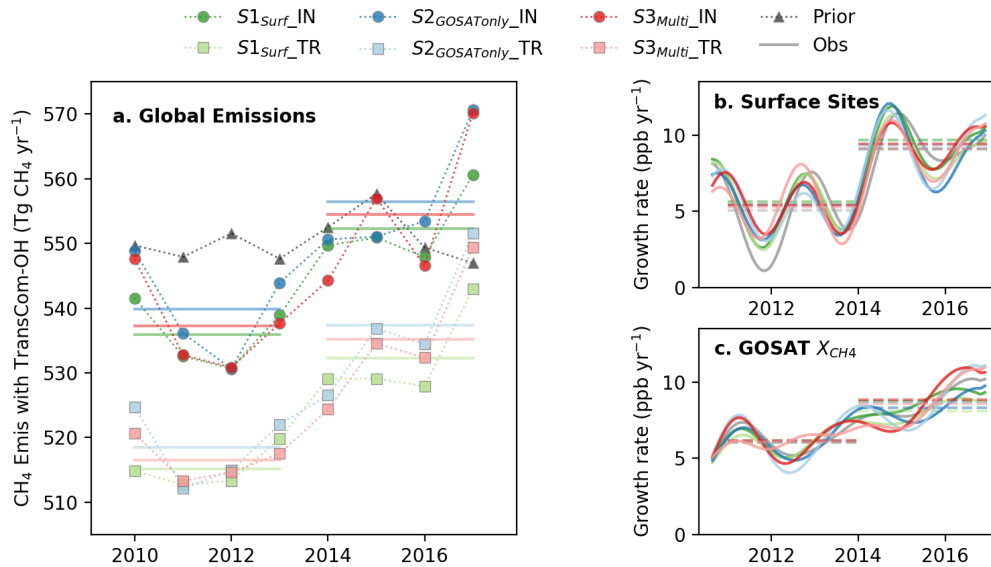 S1Surf_IN S2GOSATonly_IN S3Multi_IN Prior
S1Surf_TR S2GOSATonly_TR S3Multi_TR Obs
a. Global Emissions
CH4 Emis with TransCom-OH (Tg CH4 yr−1)
570
560
550
540
530
520
510
2010 2012 2014 2016
b. Surface Sites
Growth rate (ppb yr−1)
10
5
0
2012 2014 2016
c. GOSAT XCH4
Growth rate (ppb yr−1)
10
5
0
2012 2014 2016